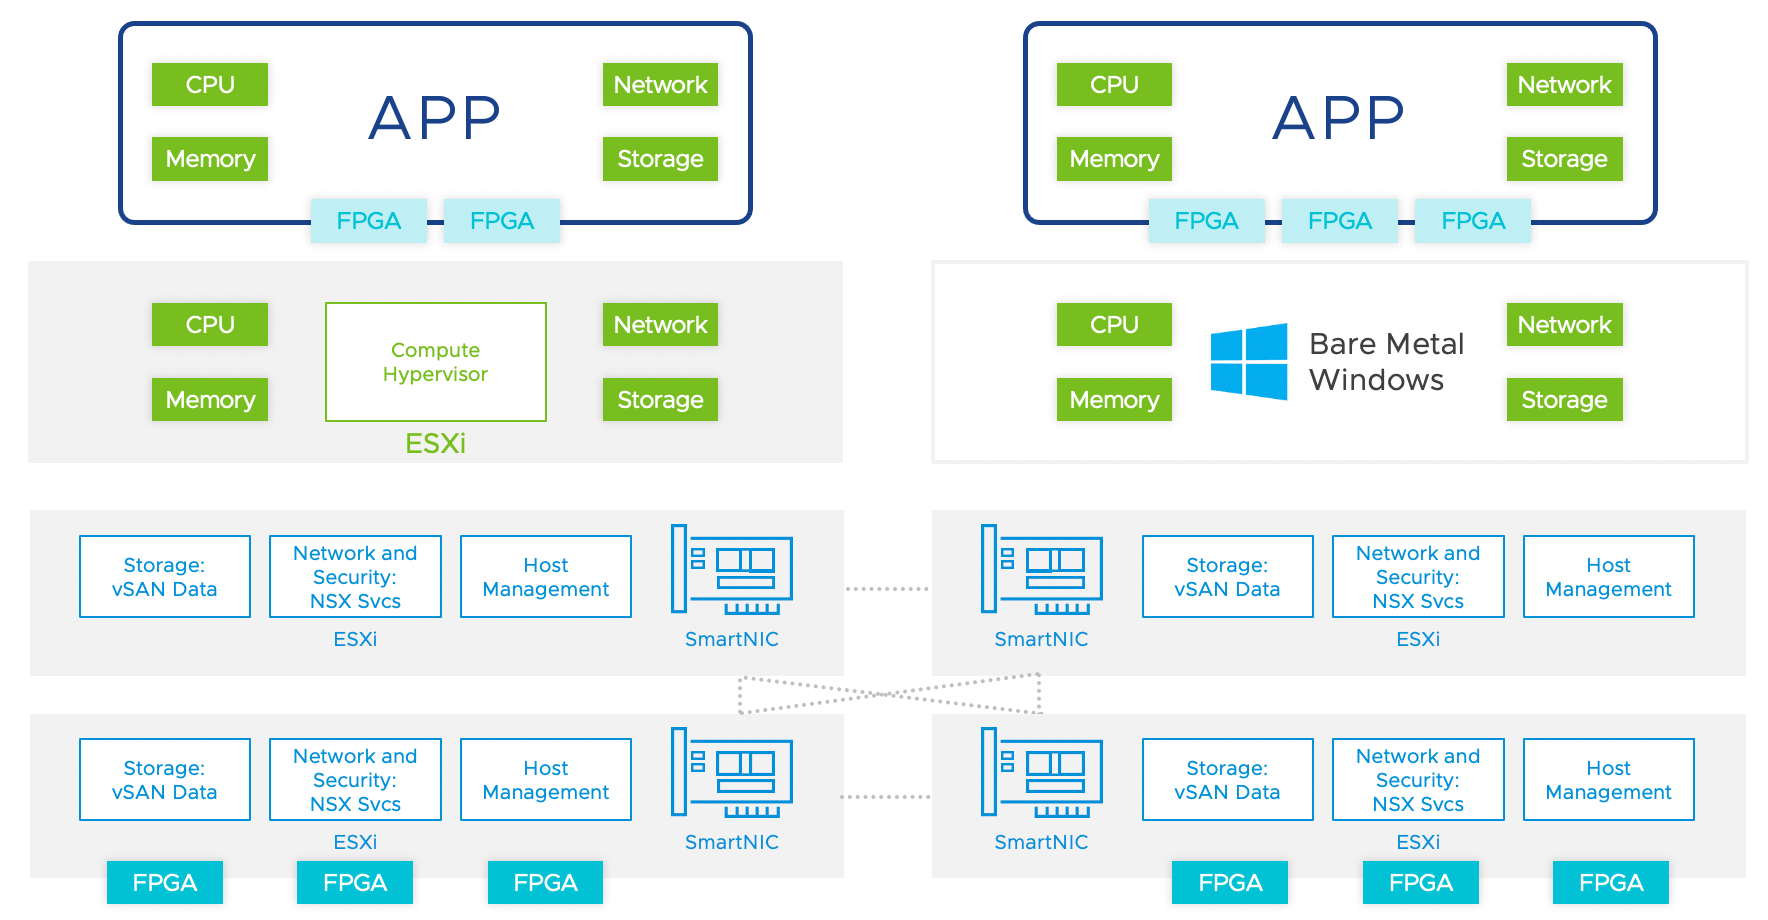 CPU
Network
APP
Memory
Storage
FPGA
FPGA
CPU
Network
APP
Memory
Storage
FPGA
FPGA
FPGA
CPU
Network
Compute
Hypervisor
Memory
Storage
ESXi
CPU
Network
Bare Metal
Windows
Memory
Storage
Storage:
vSAN Data
Network and
Security:
NSX Svcs
Host
Management
ESXi
SmartNIC
SmartNIC
Storage:
vSAN Data
Network and
Security:
NSX Svcs
Host
Management
ESXi
Storage:
vSAN Data
Network and
Security:
NSX Svcs
Host
Management
ESXi
SmartNIC
FPGA
FPGA
FPGA
SmartNIC
Storage:
vSAN Data
Network and
Security:
NSX Svcs
Host
Management
ESXi
FPGA
FPGA
FPGA